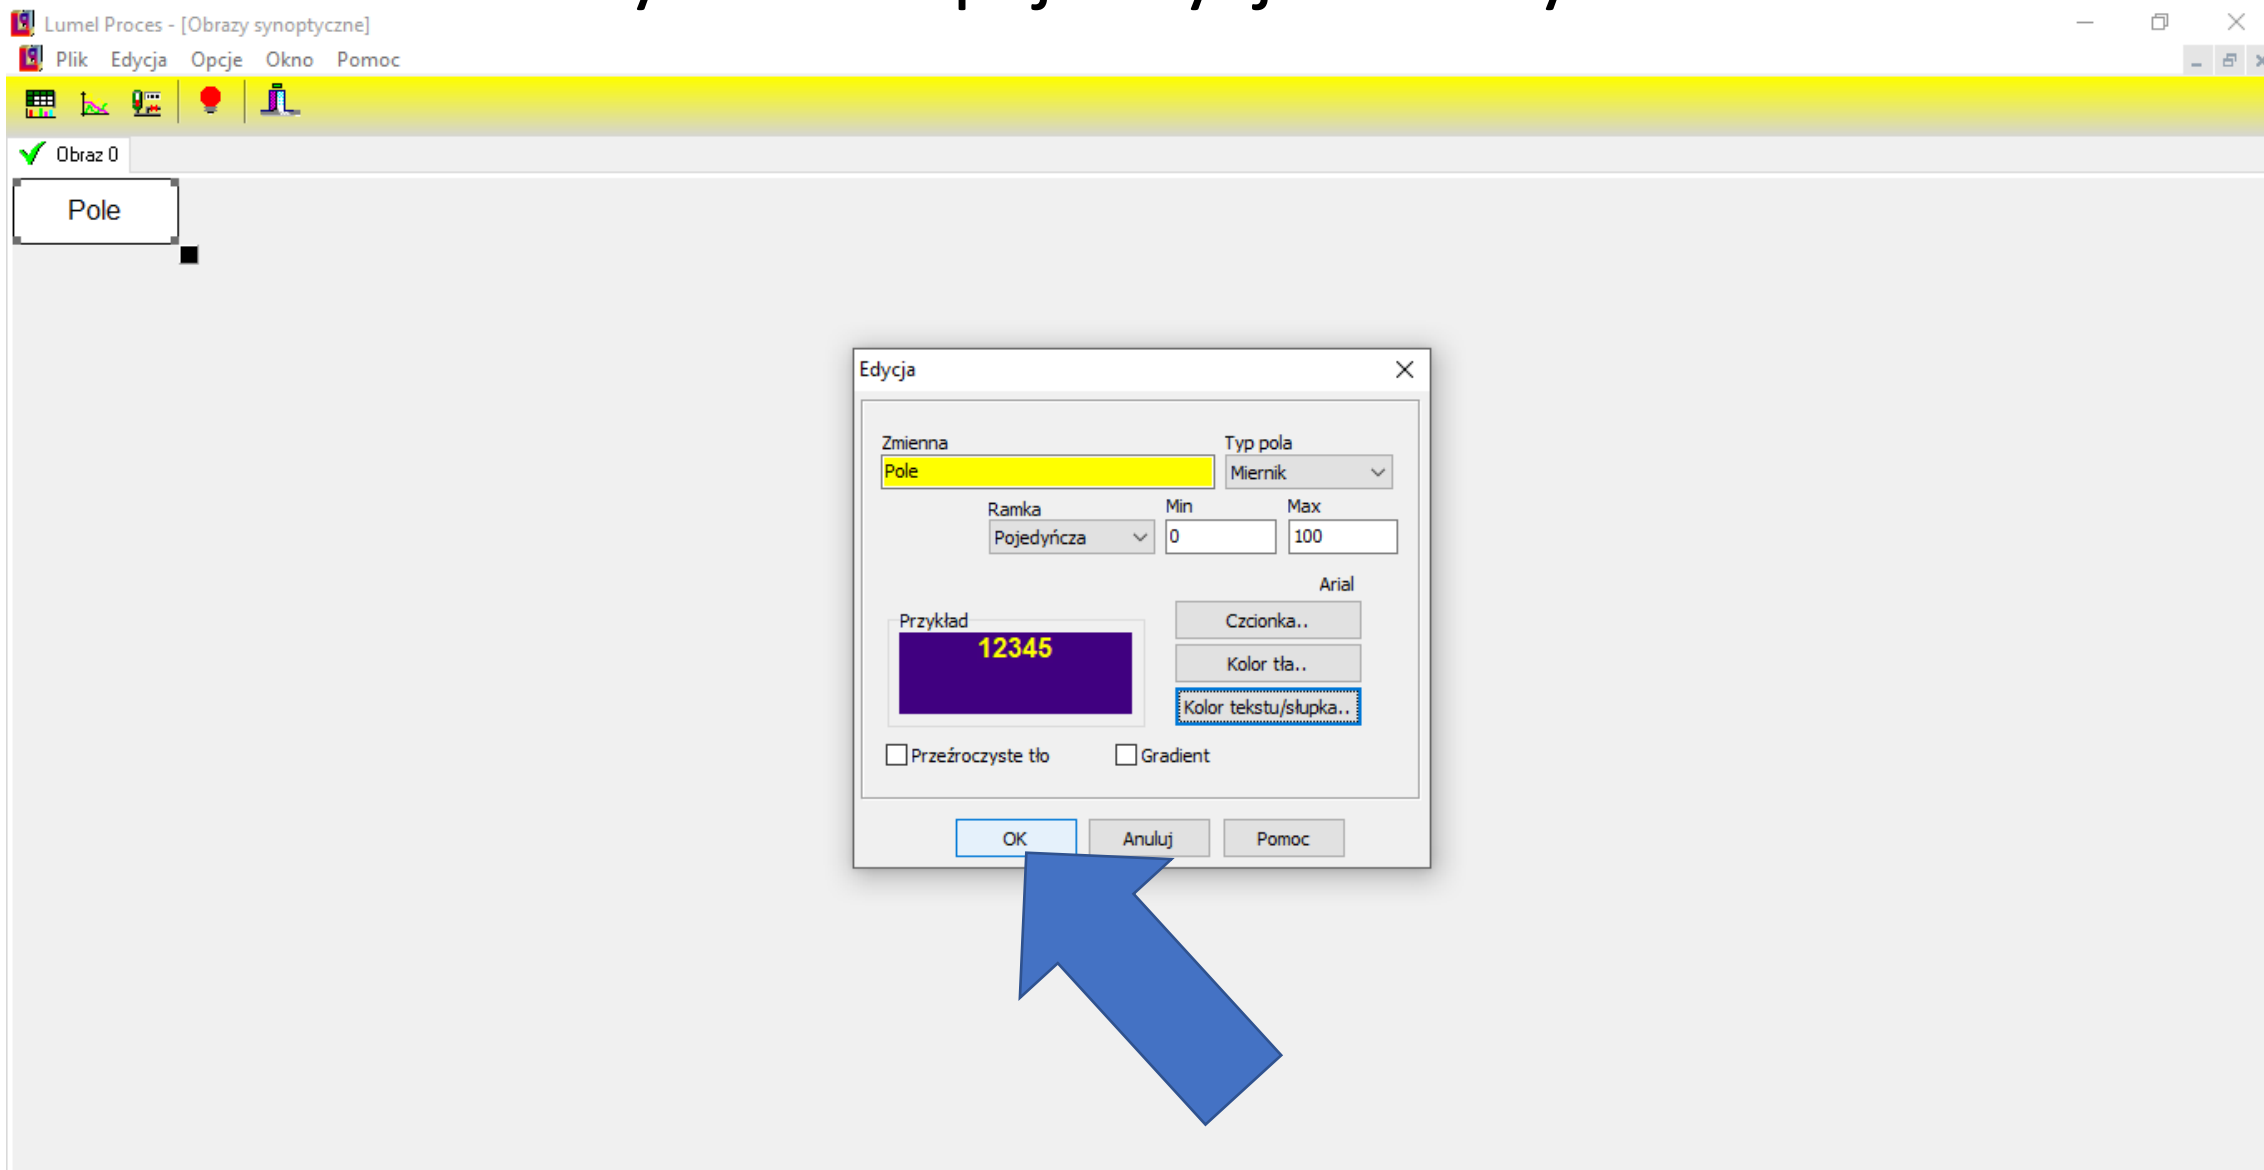 Lumel Proces - [Obrazy synoptyczne]
Plik Edycja Opcje Okno Pomoc
Obraz 0
Pole
Edycja
Zmienna Typ pola
Pole Miernik
Ramka Min Max
Pojedyńcza 0 100
Arial
Przykład Czcionka..
12345
Kolor tła..
Kolor tekstu/słupka..
Przeźroczyste tło Gradient
OK Anuluj Pomoc